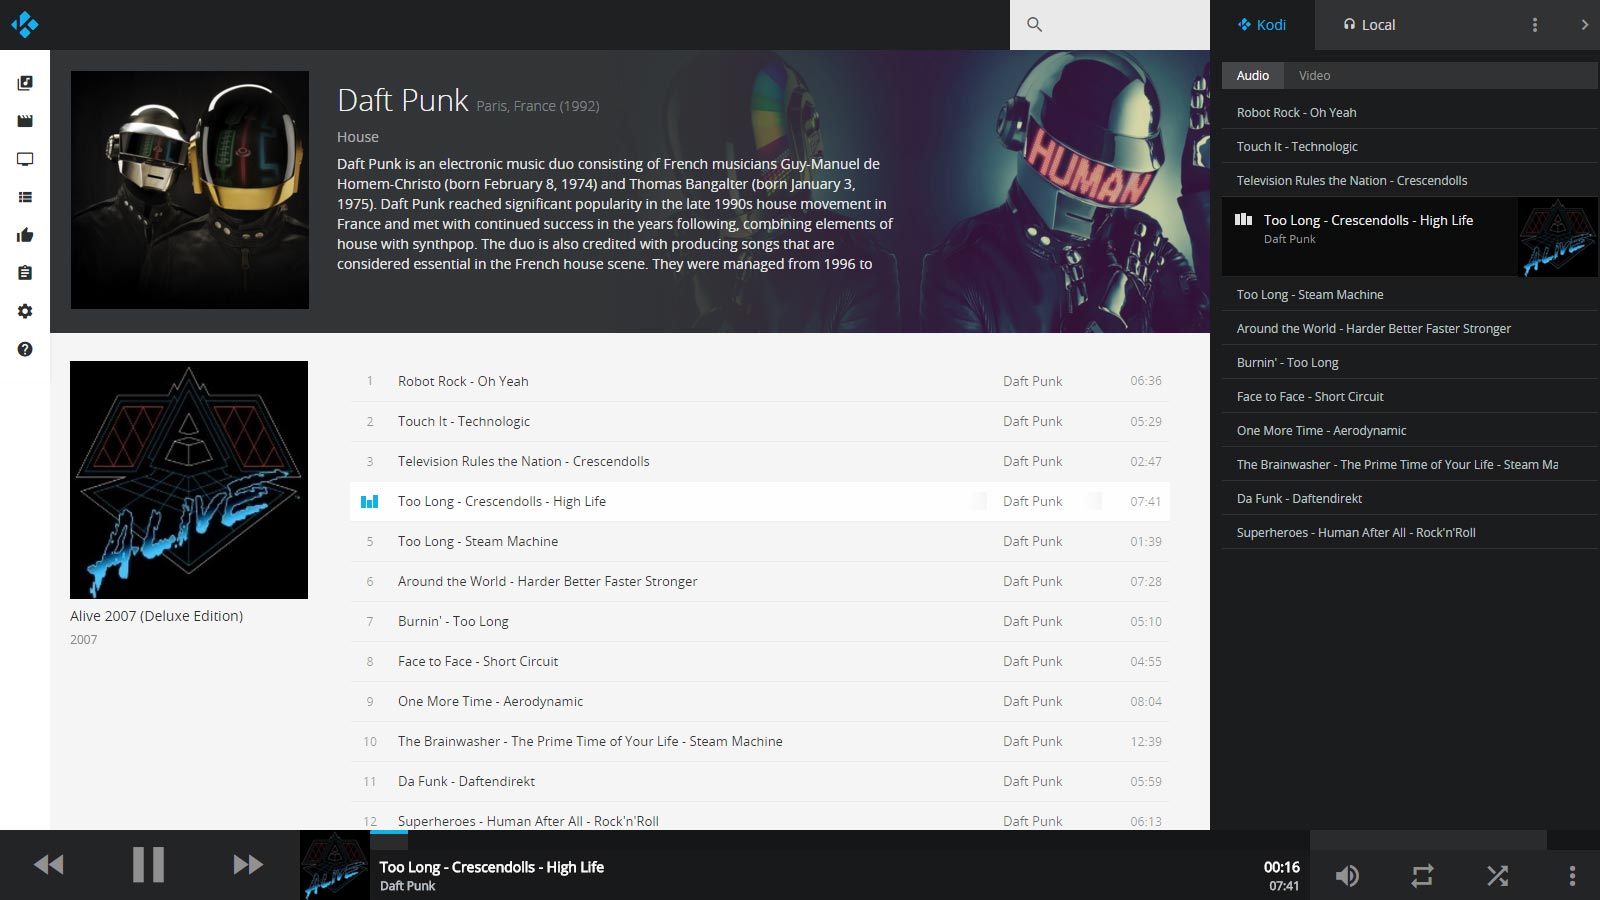 Kodi
Local
Daft Punk Paris, France (1992)
House
Daft Punk is an electronic music duo consisting of French musicians Guy-Manuel de
Homem-Christo (born February 8, 1974) and Thomas Bangalter (born January 3,
1975). Daft Punk reached significant popularity in the late 1990s house movement in
France and met with continued success in the years following, combining elements of
house with synthpop. The duo is also credited with producing songs that are
considered essential in the French house scene. They were managed from 1996 to
HUMAN
ALIVE
Alive 2007 (Deluxe Edition)
2007
1 Robot Rock - Oh Yeah Daft Punk 06:36
2 Touch It - Technologic Daft Punk 05:29
3 Television Rules the Nation - Crescendolls Daft Punk 02:47
Too Long - Crescendolls - High Life Daft Punk 07:41
5 Too Long - Steam Machine Daft Punk 01:39
6 Around the World - Harder Better Faster Stronger Daft Punk 07:28
7 Burnin' - Too Long Daft Punk 05:10
8 Face to Face - Short Circuit Daft Punk 04:55
9 One More Time - Aerodynamic Daft Punk 08:04
10 The Brainwasher - The Prime Time of Your Life - Steam Machine Daft Punk 12:39
11 Da Funk - Daftendirekt Daft Punk 05:59
12 Superheroes - Human After All - Rock'n'Roll Daft Punk 06:13
Audio Video
Robot Rock - Oh Yeah
Touch It - Technologic
Television Rules the Nation - Crescendolls
Too Long - Crescendolls - High Life
Daft Punk
ALIVE
Too Long - Steam Machine
Around the World - Harder Better Faster Stronger
Burnin' - Too Long
Face to Face - Short Circuit
One More Time - Aerodynamic
The Brainwasher - The Prime Time of Your Life - Steam Ma
Da Funk - Daftendirekt
Superheroes - Human After All - Rock'n'Roll
ALIVE
Too Long - Crescendolls - High Life 00:16
Daft Punk 07:41